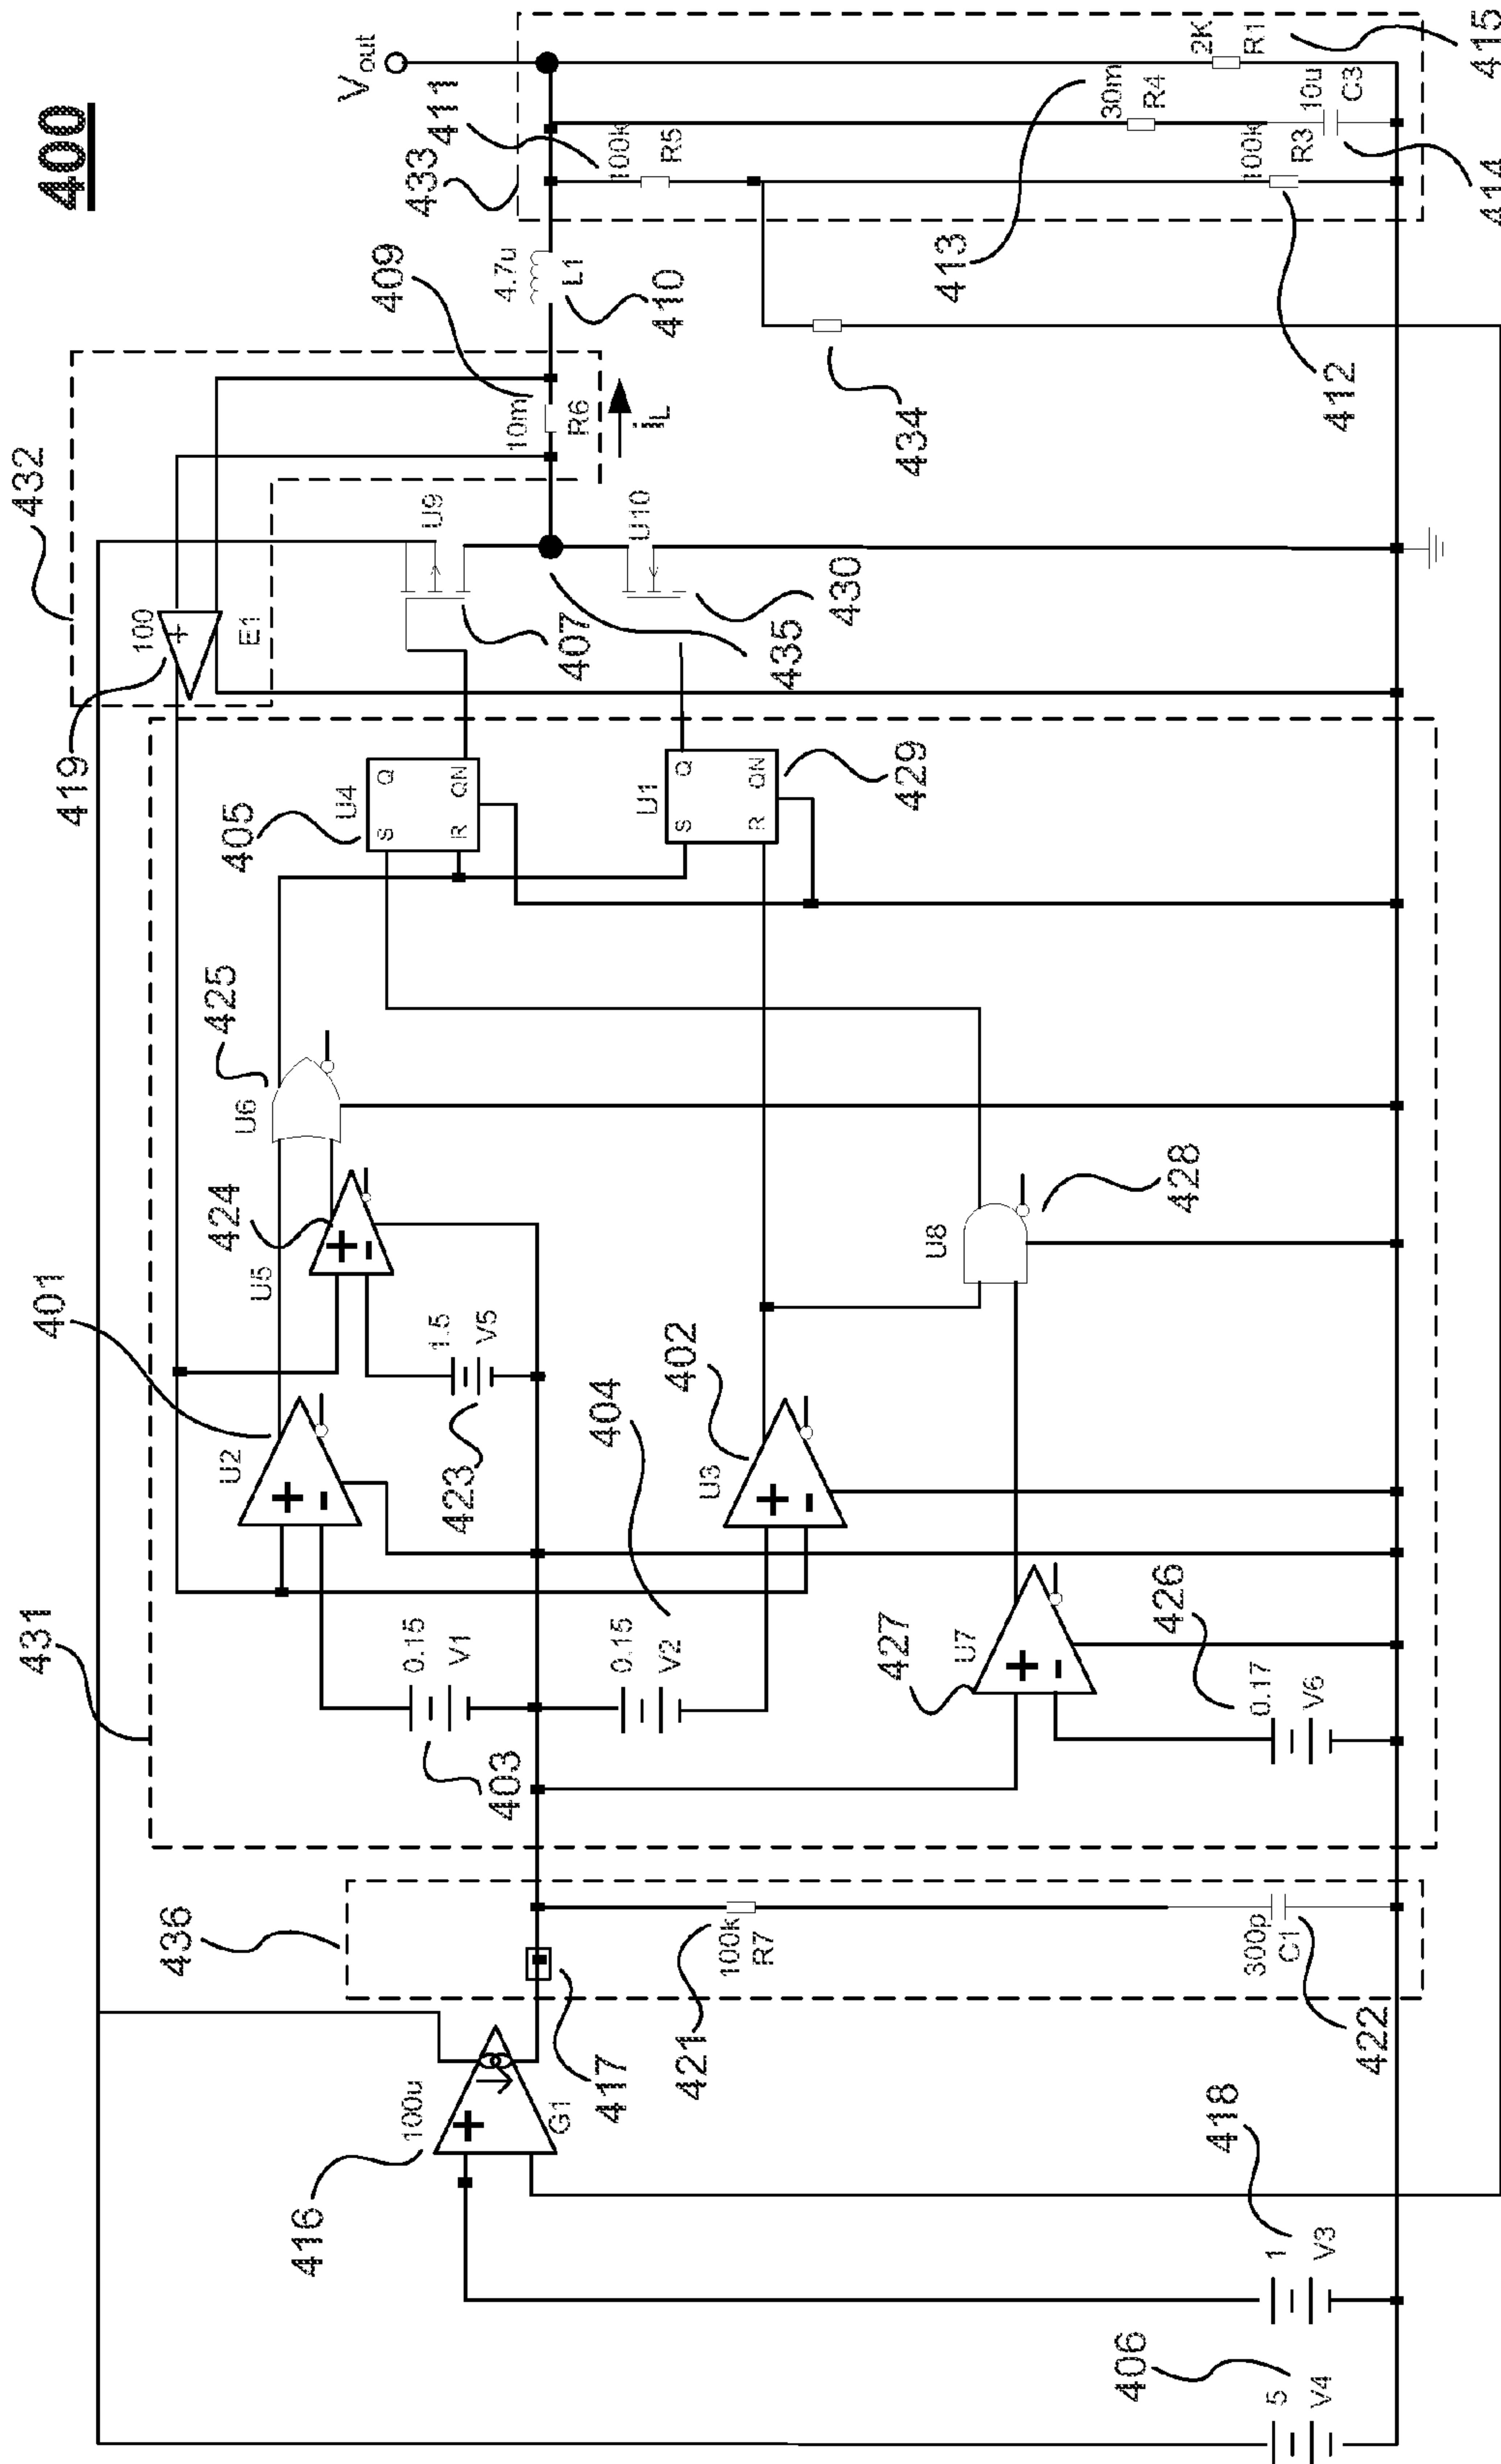 400
V out
415
433
411
100k
R5
30m
R4
2K
R1
10u
C3
100k
R3
414
413
412
409
4.7u
L1
410
434
432
10m
R6
iL
U9
U10
430
407
435
100
+
E1
419
405
U4
S
Q
R
QN
U1
S
Q
R
QN
429
425
U6
424
U5
+
-
428
U8
401
U2
+
-
1.5
V5
423
404
402
U3
+
-
431
0.15
V1
403
0.15
V2
427
U7
+
-
426
0.17
V6
436
417
100k
R7
421
300p
C1
422
100u
+
G1
416
418
1
V3
406
5
V4